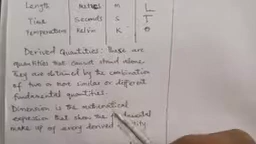 Length metres m L
Time Seconds s T
Temperature kelvin K θ
Derived Quantities: These are
quantities that cannot stand alone.
They are obtained by the combination
of two or not similar or different
fundamental quantities.
Dimension is the mathematical
expression that show the
make up of every derived